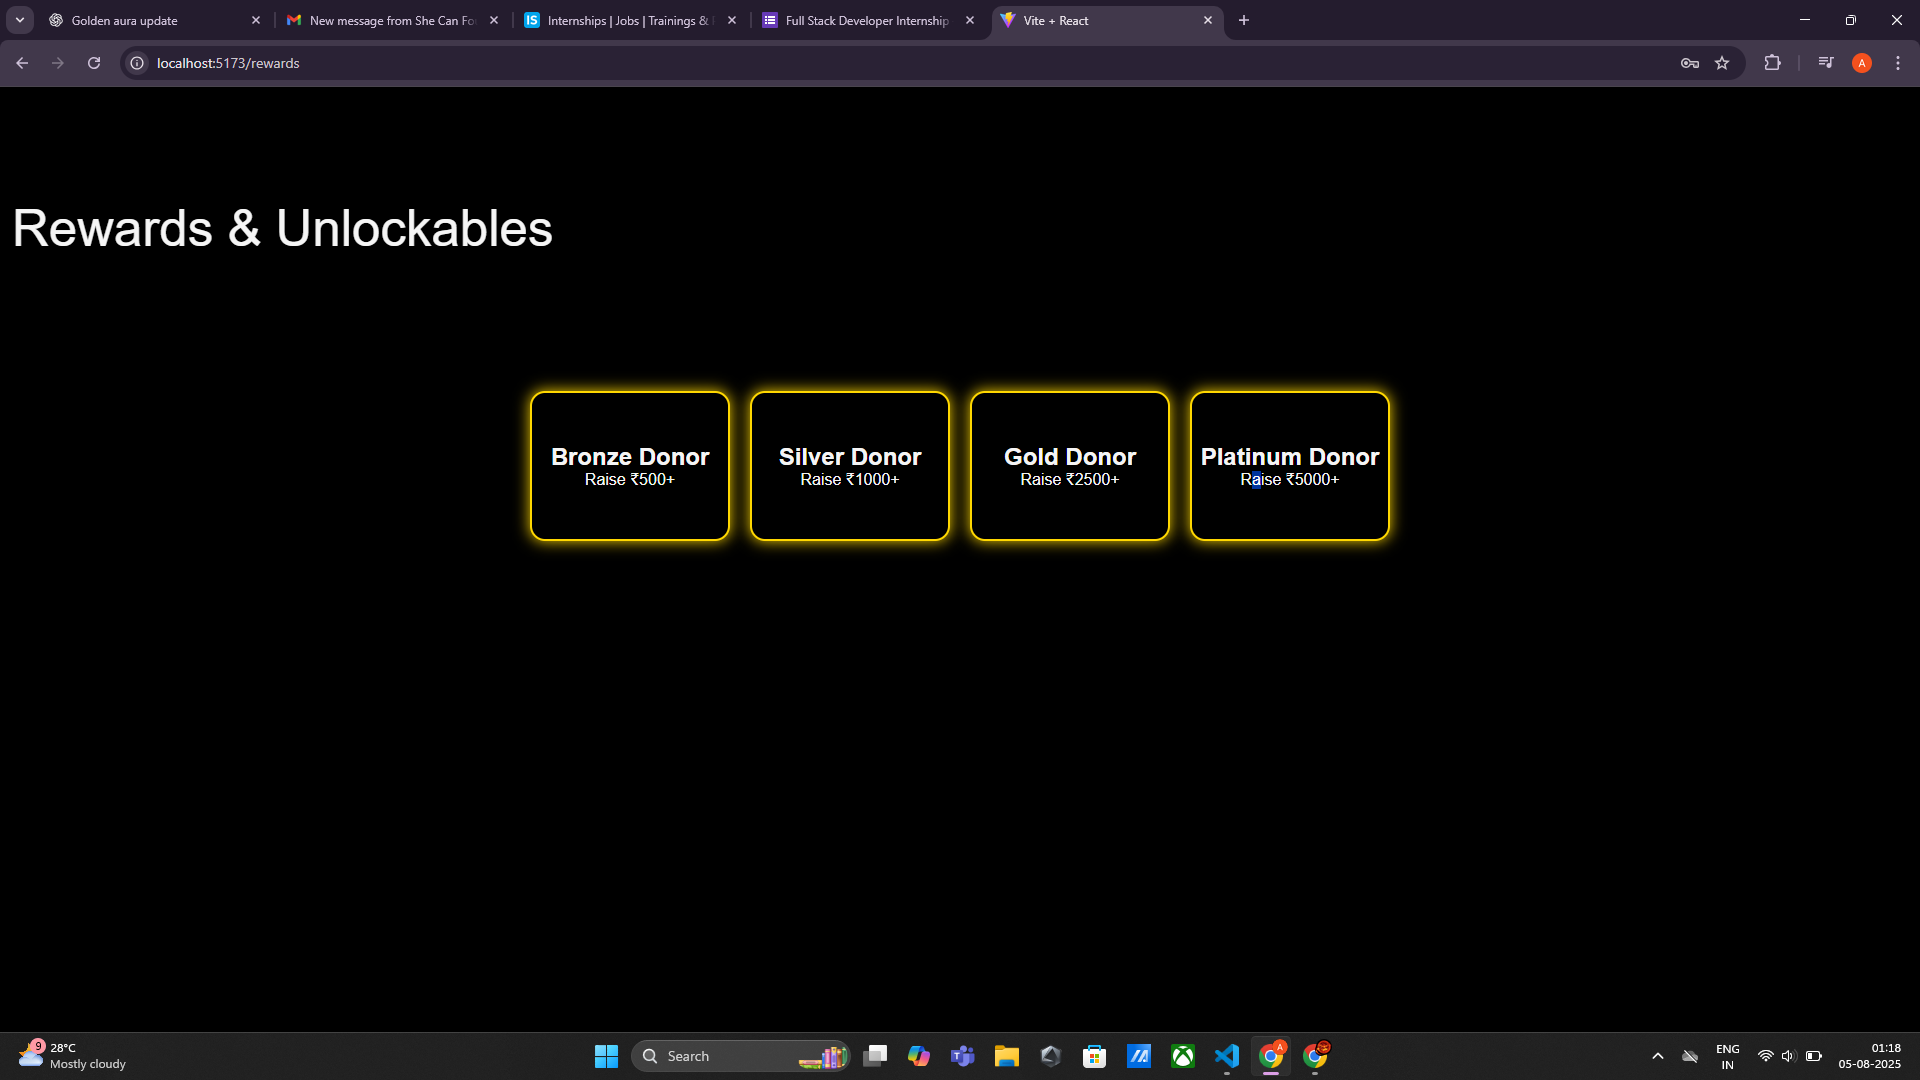 Golden aura update
New message from She Can Fo
IS
Internships | Jobs | Trainings &
Full Stack Developer Internship
Vite + React
localhost:5173/rewards
A
Rewards & Unlockables
Bronze Donor
Raise ₹500+
Silver Donor
Raise ₹1000+
Gold Donor
Raise ₹2500+
Platinum Donor
Raise ₹5000+
9
28°C
Mostly cloudy
Search
A
ENG
IN
01:18
05-08-2025